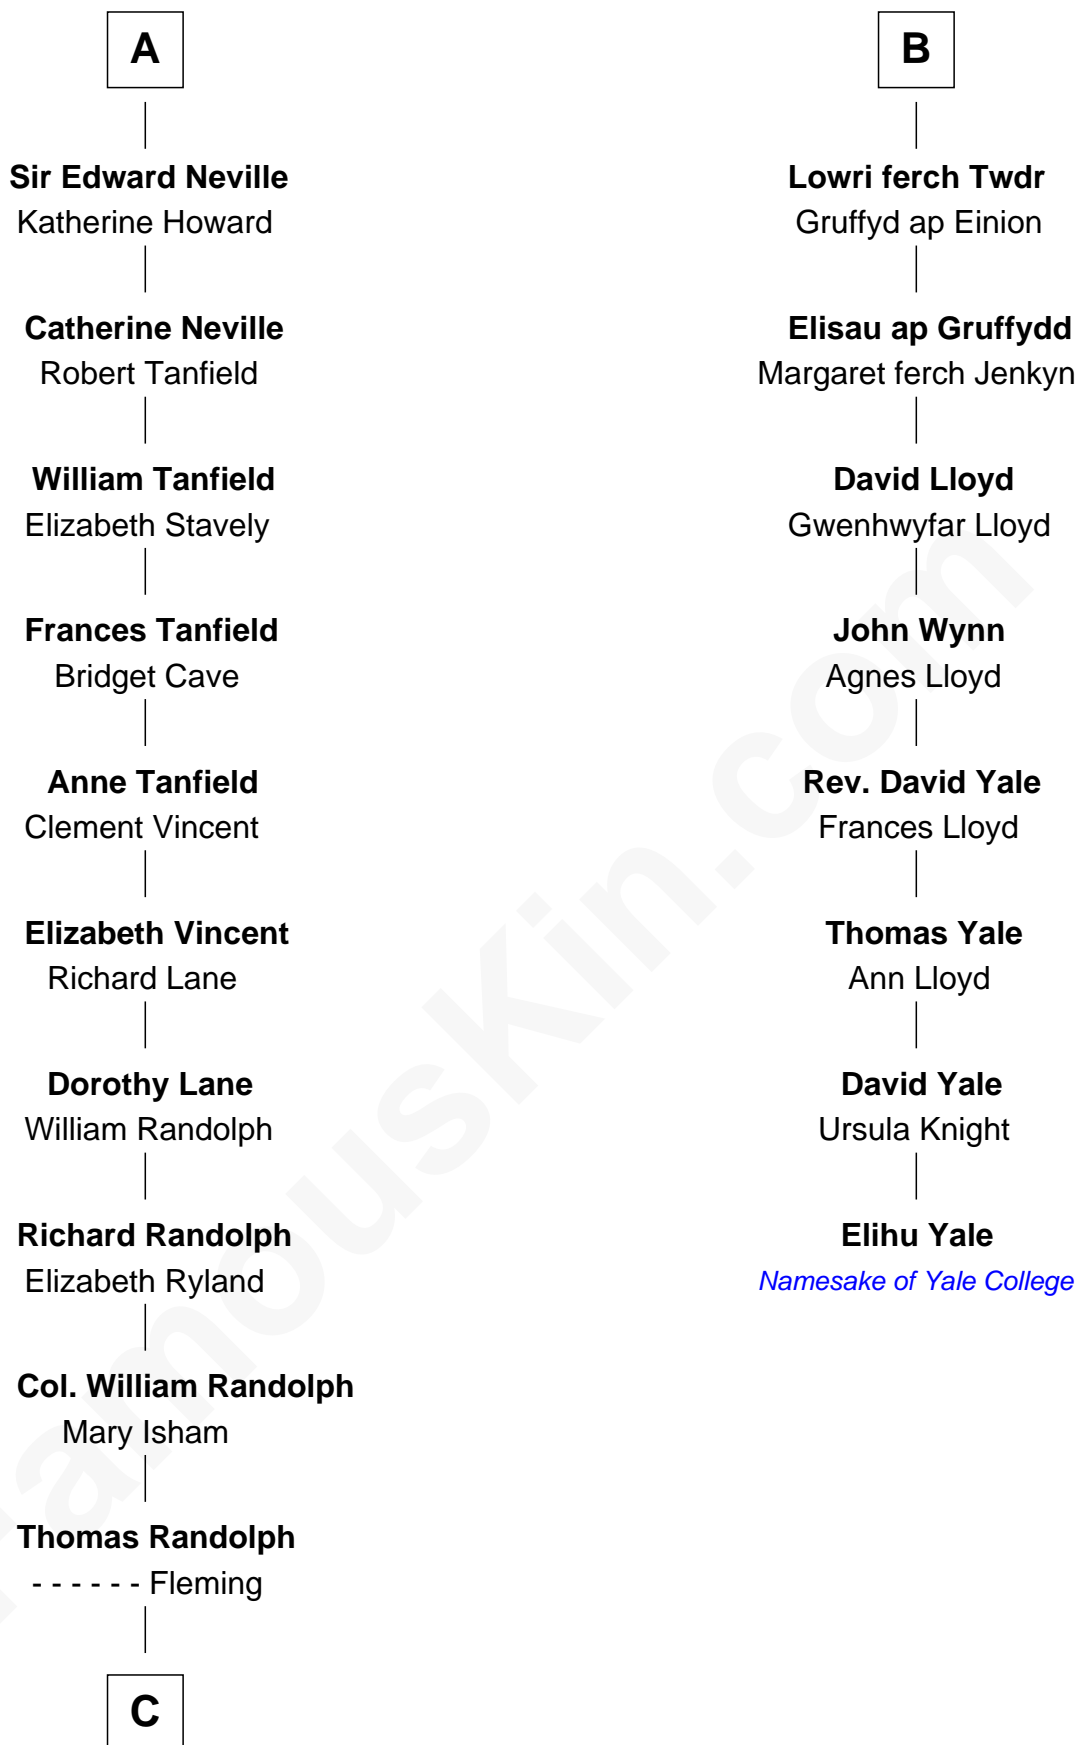 A
Sir Edward Neville
Katherine Howard
Catherine Neville
Robert Tanfield
William Tanfield
Elizabeth Stavely
Frances Tanfield
Bridget Cave
Anne Tanfield
Clement Vincent
Elizabeth Vincent
Richard Lane
Dorothy Lane
William Randolph
Richard Randolph
Elizabeth Ryland
Col. William Randolph
Mary Isham
Thomas Randolph
- - - - - - Fleming
C
B
Lowri ferch Twdr
Gruffyd ap Einion
Elisau ap Gruffydd
Margaret ferch Jenkyn
David Lloyd
Gwenhwyfar Lloyd
John Wynn
Agnes Lloyd
Rev. David Yale
Frances Lloyd
Thomas Yale
Ann Lloyd
David Yale
Ursula Knight
Elihu Yale
Namesake of Yale College
FamousKin.com